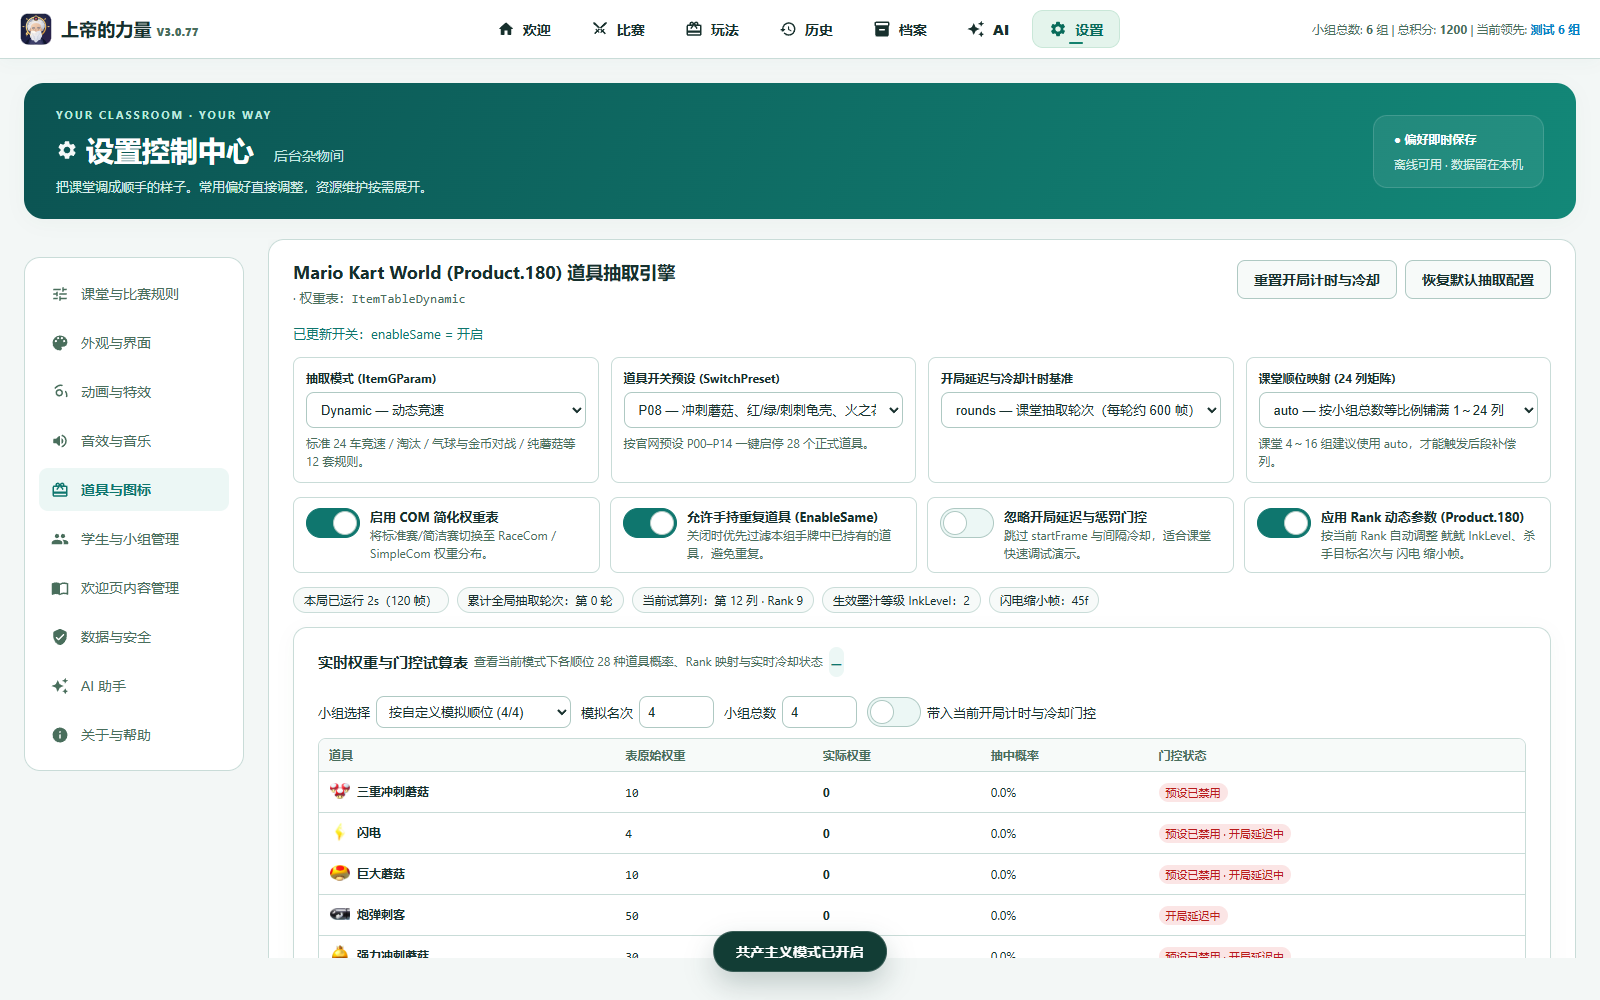 上帝的力量 V3.0.77
欢迎
比赛
玩法
历史
档案
AI
设置
小组总数: 6 组 | 总积分: 1200 | 当前领先: 测试 6 组
YOUR CLASSROOM · YOUR WAY
设置控制中心 后台杂物间
把课堂调成顺手的样子。常用偏好直接调整，资源维护按需展开。
● 偏好即时保存
离线可用 · 数据留在本机
课堂与比赛规则
外观与界面
动画与特效
音效与音乐
道具与图标
学生与小组管理
欢迎页内容管理
数据与安全
AI 助手
关于与帮助
Mario Kart World (Product.180) 道具抽取引擎
· 权重表：ItemTableDynamic
重置开局计时与冷却
恢复默认抽取配置
已更新开关：enableSame = 开启
抽取模式 (ItemGParam)
Dynamic — 动态竞速
标准 24 车竞速 / 淘汰 / 气球与金币对战 / 纯蘑菇等
12 套规则。
道具开关预设 (SwitchPreset)
P08 — 冲刺蘑菇、红/绿/刺刺龟壳、火之
按官网预设 P00–P14 一键启停 28 个正式道具。
开局延迟与冷却计时基准
rounds — 课堂抽取轮次（每轮约 600 帧）
课堂顺位映射 (24 列矩阵)
auto — 按小组总数等比例铺满 1～24 列
课堂 4～16 组建议使用 auto，才能触发后段补偿
列。
启用 COM 简化权重表
将标准赛/简洁赛切换至 RaceCom /
SimpleCom 权重分布。
允许手持重复道具 (EnableSame)
关闭时优先过滤本组手牌中已持有的道
具，避免重复。
忽略开局延迟与惩罚门控
跳过 startFrame 与间隔冷却，适合课堂
快速调试演示。
应用 Rank 动态参数 (Product.180)
按当前 Rank 自动调整 鱿鱿 InkLevel、杀
手目标名次与 闪电 缩小帧。
本局已运行 2s（120 帧）
累计全局抽取轮次：第 0 轮
当前试算列：第 12 列 · Rank 9
生效墨汁等级 InkLevel：2
闪电缩小帧：45f
实时权重与门控试算表 查看当前模式下各顺位 28 种道具概率、Rank 映射与实时冷却状态 –
小组选择 按自定义模拟顺位 (4/4) 模拟名次 4 小组总数 4 带入当前开局计时与冷却门控
道具 表原始权重 实际权重 抽中概率 门控状态
三重冲刺蘑菇 10 0 0.0% 预设已禁用
闪电 4 0 0.0% 预设已禁用 · 开局延迟中
巨大蘑菇 10 0 0.0% 预设已禁用 · 开局延迟中
炮弹刺客 50 0 0.0% 开局延迟中
强力冲刺蘑菇 30 0 0.0% 预设已禁用 · 开局延迟中
共产主义模式已开启